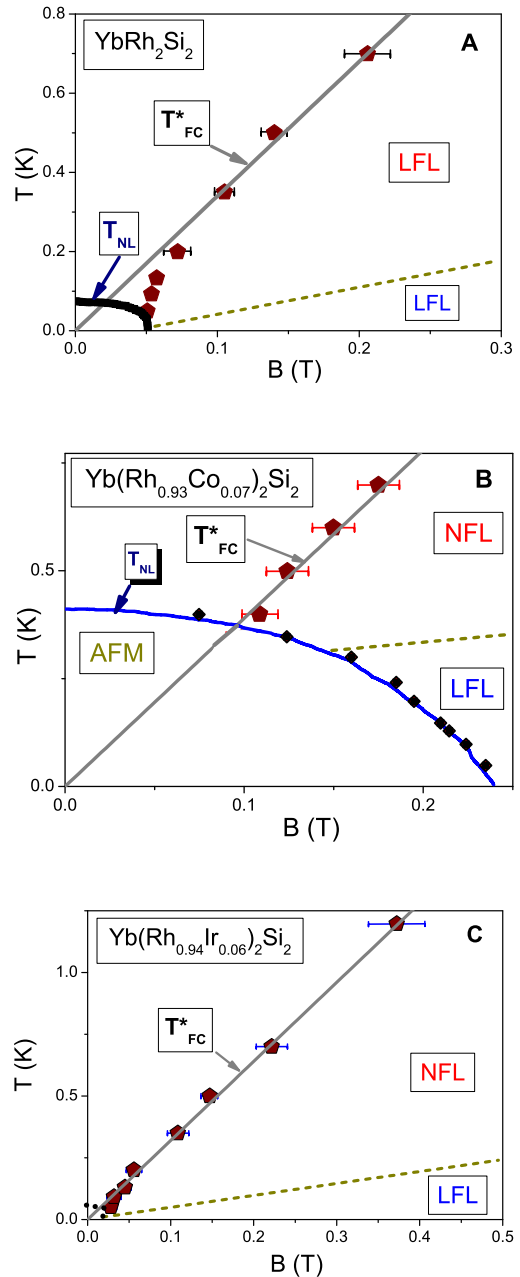 YbRh2Si2
A
T*FC
TNL
LFL
LFL
0.8
0.6
0.4
0.2
0.0
T (K)
0.0 0.1 0.2 0.3
B (T)
Yb(Rh0.93Co0.07)2Si2
B
T*FC
NFL
TNL
AFM
LFL
0.5
0.0
T (K)
0.0 0.1 0.2
B (T)
Yb(Rh0.94Ir0.06)2Si2
C
T*FC
NFL
LFL
1.0
0.5
0.0
T (K)
0.0 0.1 0.2 0.3 0.4 0.5
B (T)